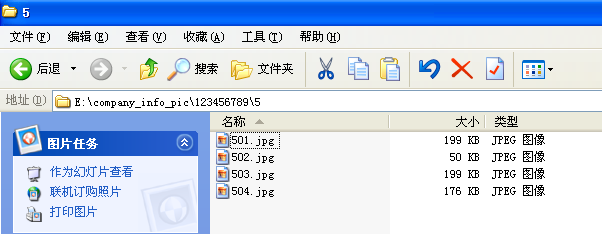 5
文件(F) 编辑(E) 查看(V) 收藏(A) 工具(T) 帮助(H)
后退 搜索 文件夹
地址(D) E:\company_info_pic\123456789\5
名称 大小 类型
图片任务
作为幻灯片查看
联机订购照片
打印图片
501.jpg 199 KB JPEG 图像
502.jpg 50 KB JPEG 图像
503.jpg 199 KB JPEG 图像
504.jpg 176 KB JPEG 图像